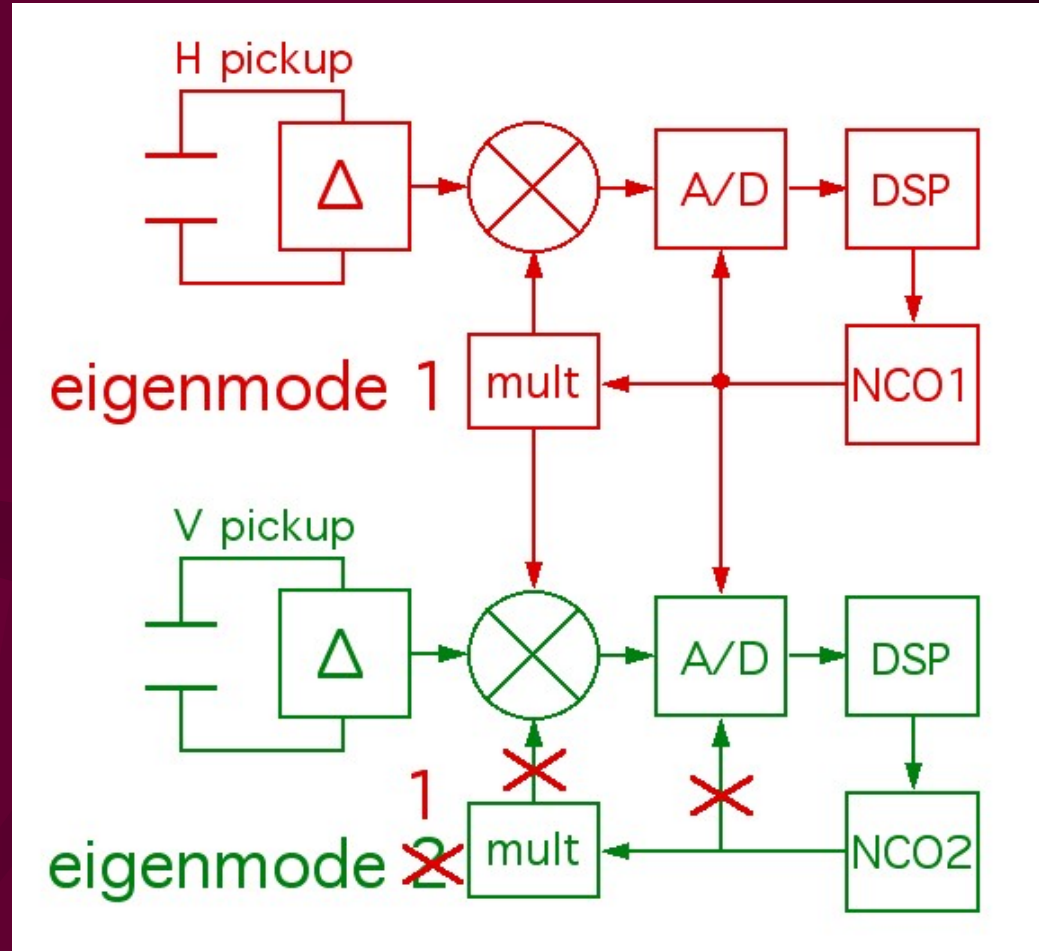 H pickup
Δ
A/D
DSP
eigenmode 1
mult
NCO1
V pickup
Δ
A/D
DSP
1
eigenmode 2
mult
NCO2